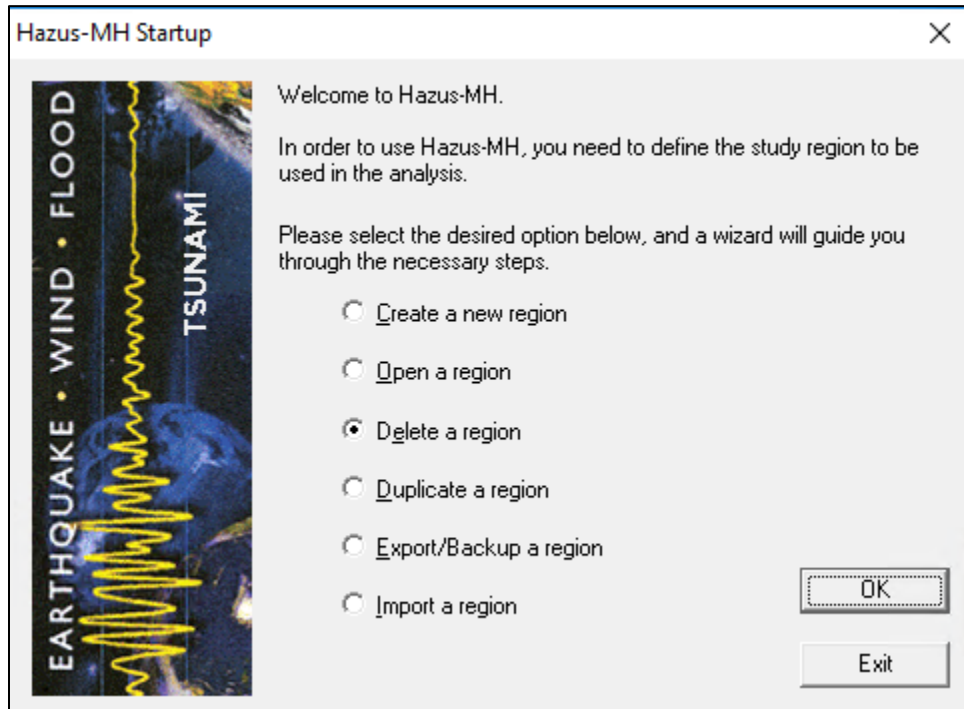 Hazus-MH Startup
EARTHQUAKE • WIND • FLOOD
TSUNAMI
Welcome to Hazus-MH.
In order to use Hazus-MH, you need to define the study region to be
used in the analysis.
Please select the desired option below, and a wizard will guide you
through the necessary steps.
Create a new region
Open a region
Delete a region
Duplicate a region
Export/Backup a region
Import a region
OK
Exit